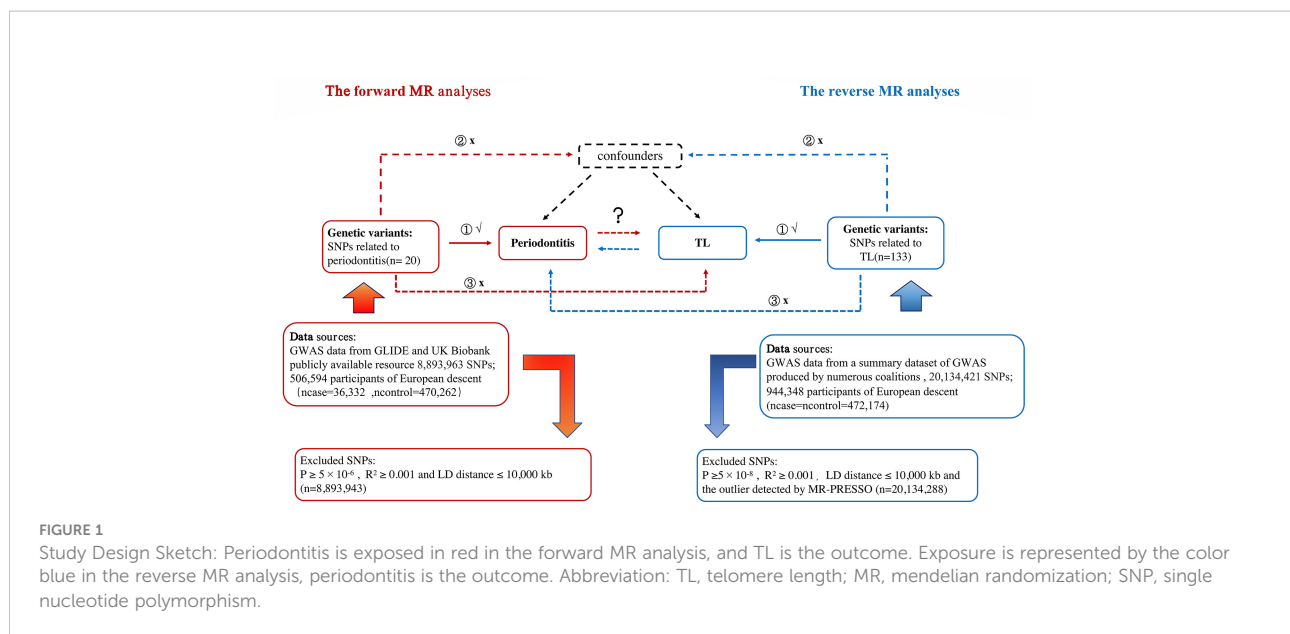 The forward MR analyses
The reverse MR analyses
② x
② x
confounders
Genetic variants:
SNPs related to
periodontitis(n= 20)
① √
Periodontitis
?
TL
① √
Genetic variants:
SNPs related to
TL(n=133)
③ x
③ x
Data sources:
GWAS data from GLIDE and UK Biobank
publicly available resource 8,893,963 SNPs;
506,594 participants of European descent
(ncase=36,332 ,ncontrol=470,262)
Data sources:
GWAS data from a summary dataset of GWAS
produced by numerous coalitions , 20,134,421 SNPs;
944,348 participants of European descent
(ncase=ncontrol=472,174)
Excluded SNPs:
P ≥ 5 × 10⁻⁶ , R² ≥ 0.001 and LD distance ≤ 10,000 kb
(n=8,893,943)
Excluded SNPs:
P ≥5 × 10⁻⁸ , R² ≥ 0.001 , LD distance ≤ 10,000 kb and
the outlier detected by MR-PRESSO (n=20,134,288)
FIGURE 1
Study Design Sketch: Periodontitis is exposed in red in the forward MR analysis, and TL is the outcome. Exposure is represented by the color
blue in the reverse MR analysis, periodontitis is the outcome. Abbreviation: TL, telomere length; MR, mendelian randomization; SNP, single
nucleotide polymorphism.